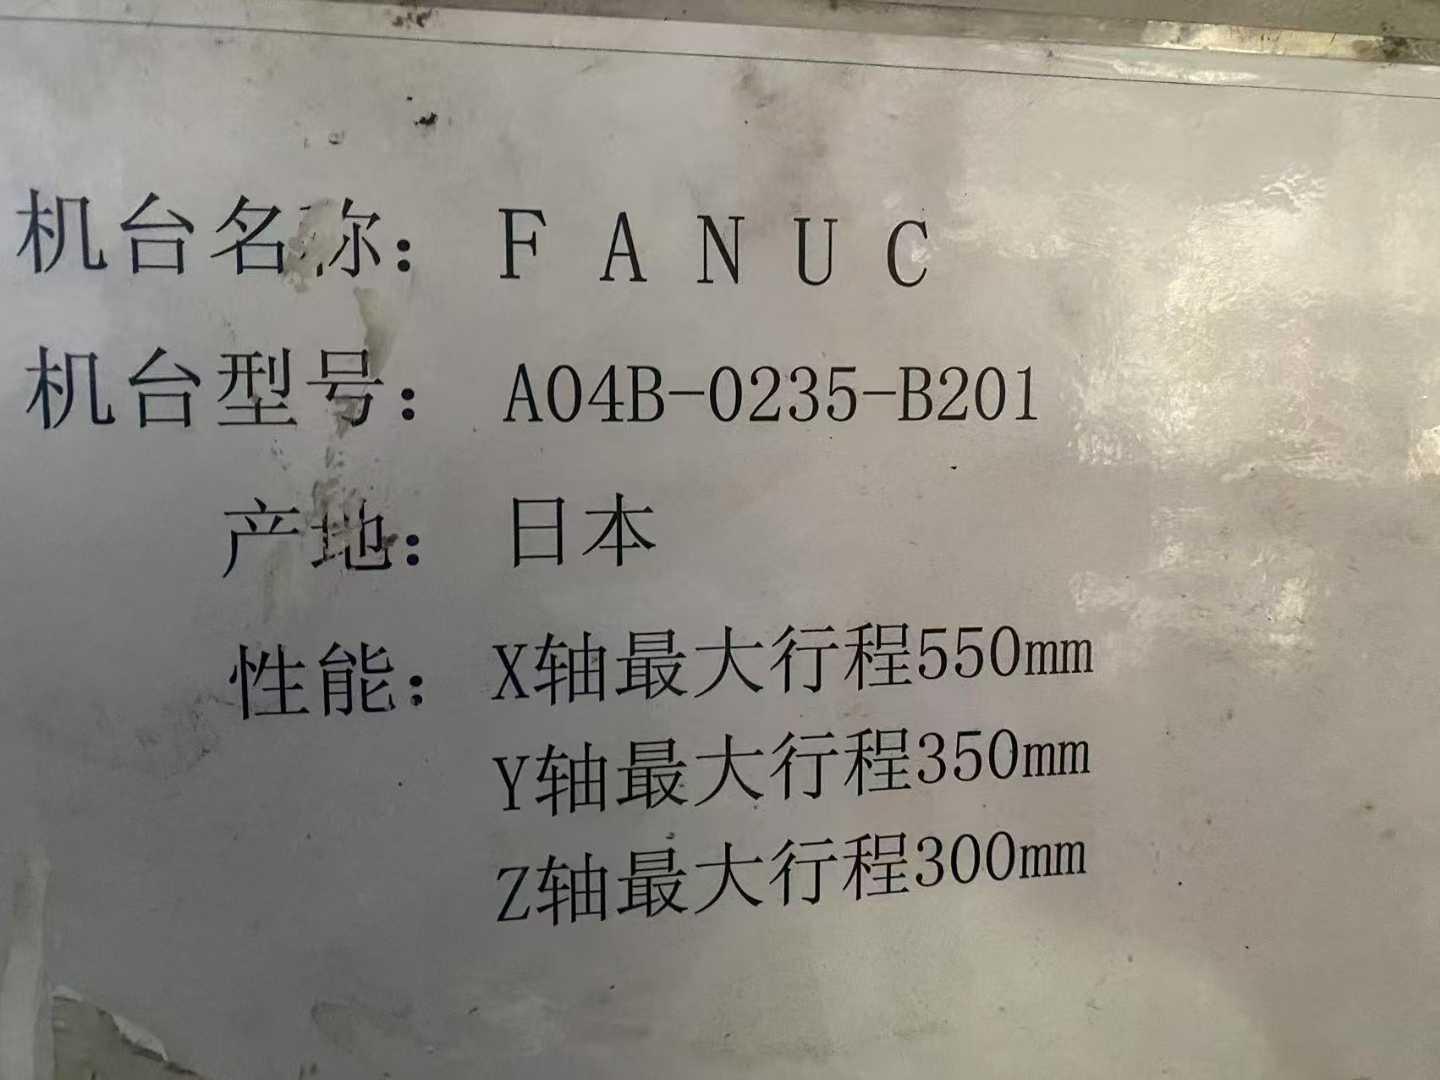 机台名称：F A N U C
机台型号：A04B-0235-B201
产地：日本
性能：X轴最大行程550mm
Y轴最大行程350mm
Z轴最大行程300mm